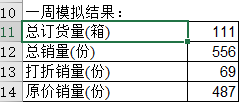 10 一周模拟结果：
11 总订货量(箱) 111
12 总销量(份) 556
13 打折销量(份) 69
14 原价销量(份) 487